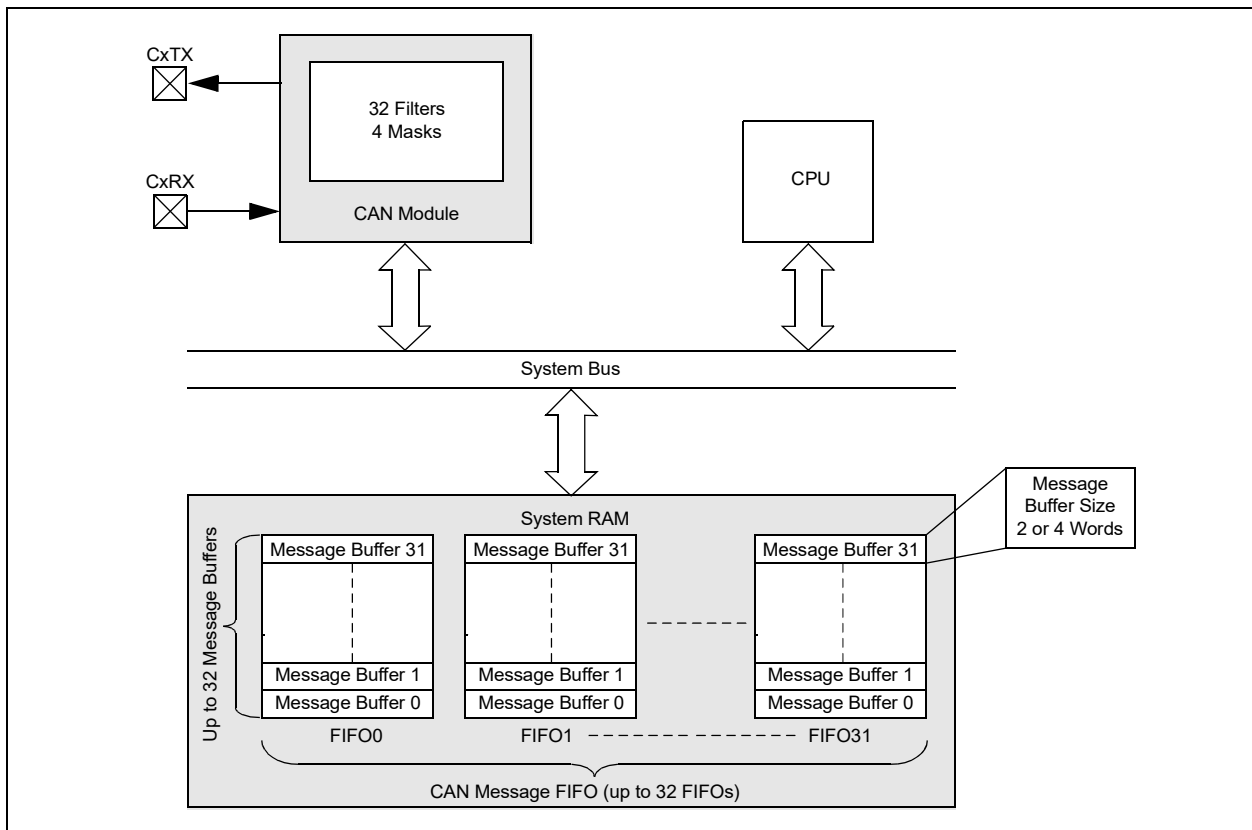 CxTX
32 Filters
4 Masks
CxRX
CAN Module
CPU
System Bus
Message
Buffer Size
2 or 4 Words
System RAM
Up to 32 Message Buffers
Message Buffer 31
Message Buffer 31
Message Buffer 31
Message Buffer 1
Message Buffer 1
Message Buffer 1
Message Buffer 0
Message Buffer 0
Message Buffer 0
FIFO0
FIFO1
FIFO31
CAN Message FIFO (up to 32 FIFOs)